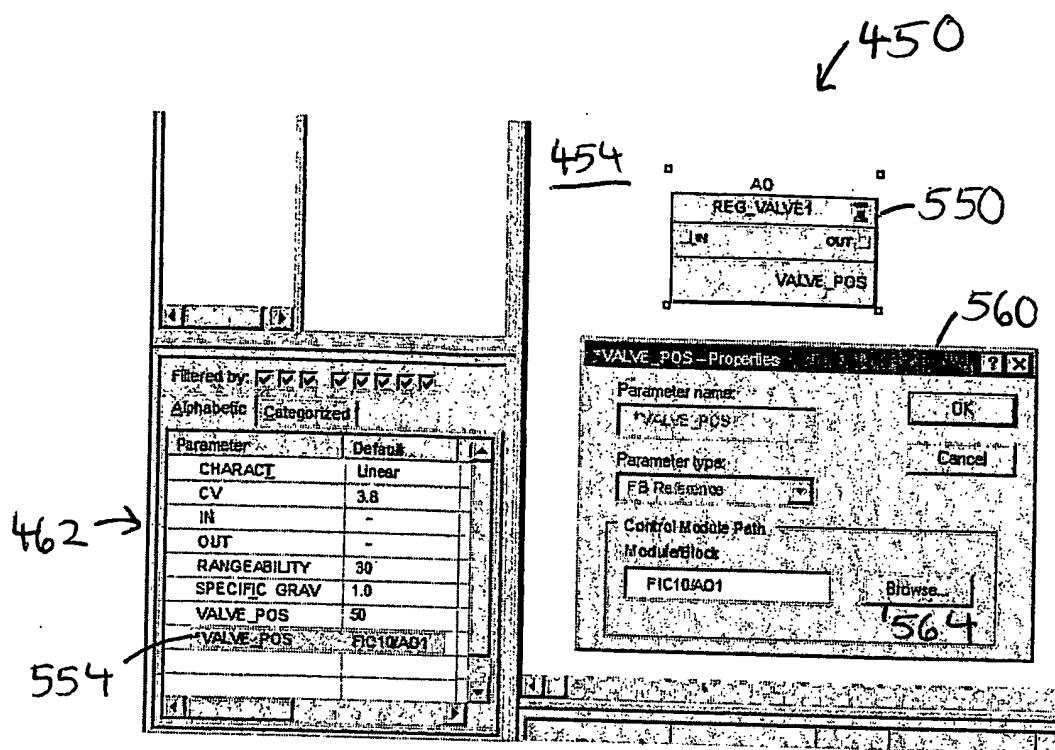 450
454
AO
REG_VALVE1
550
IN OUT
VALVE_POS
560
*VALVE_POS - Properties ? X
Parameter name:
*VALVE_POS
OK
Parameter type:
Cancel
FB Reference
Control Module Path
Module/Block
FIC10/AO1
Browse...
564
Filtered by:
Alphabetic Categorized
Parameter Default
CHARACT Linear
CV 3.8
IN -
OUT -
RANGEABILITY 30
SPECIFIC GRAV 1.0
VALVE_POS 50
*VALVE_POS FIC10/AO1
462
554